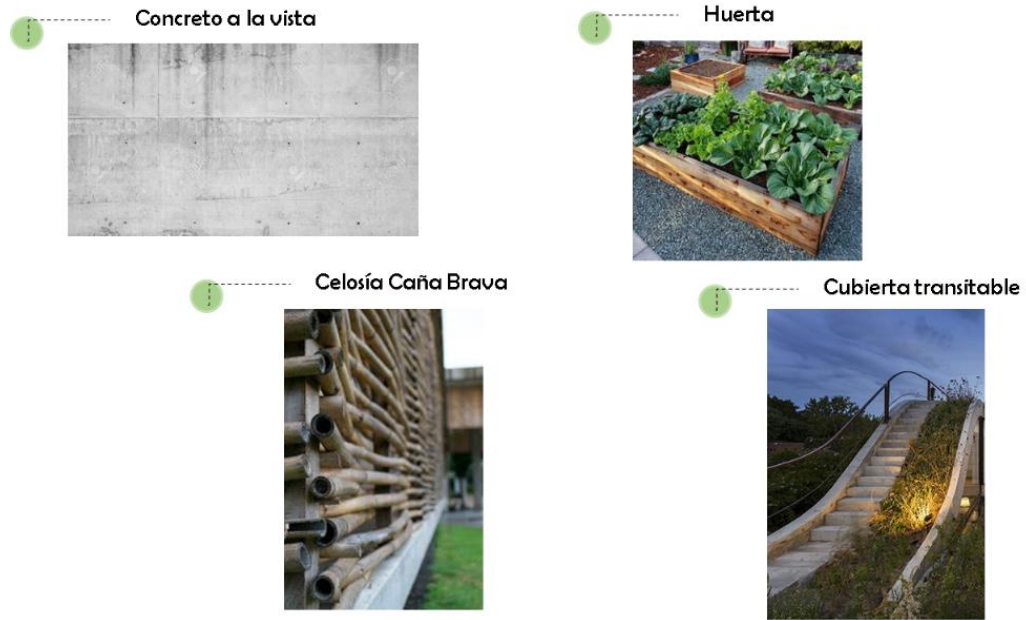 Concreto a la vista
Huerta
Celosía Caña Brava
Cubierta transitable